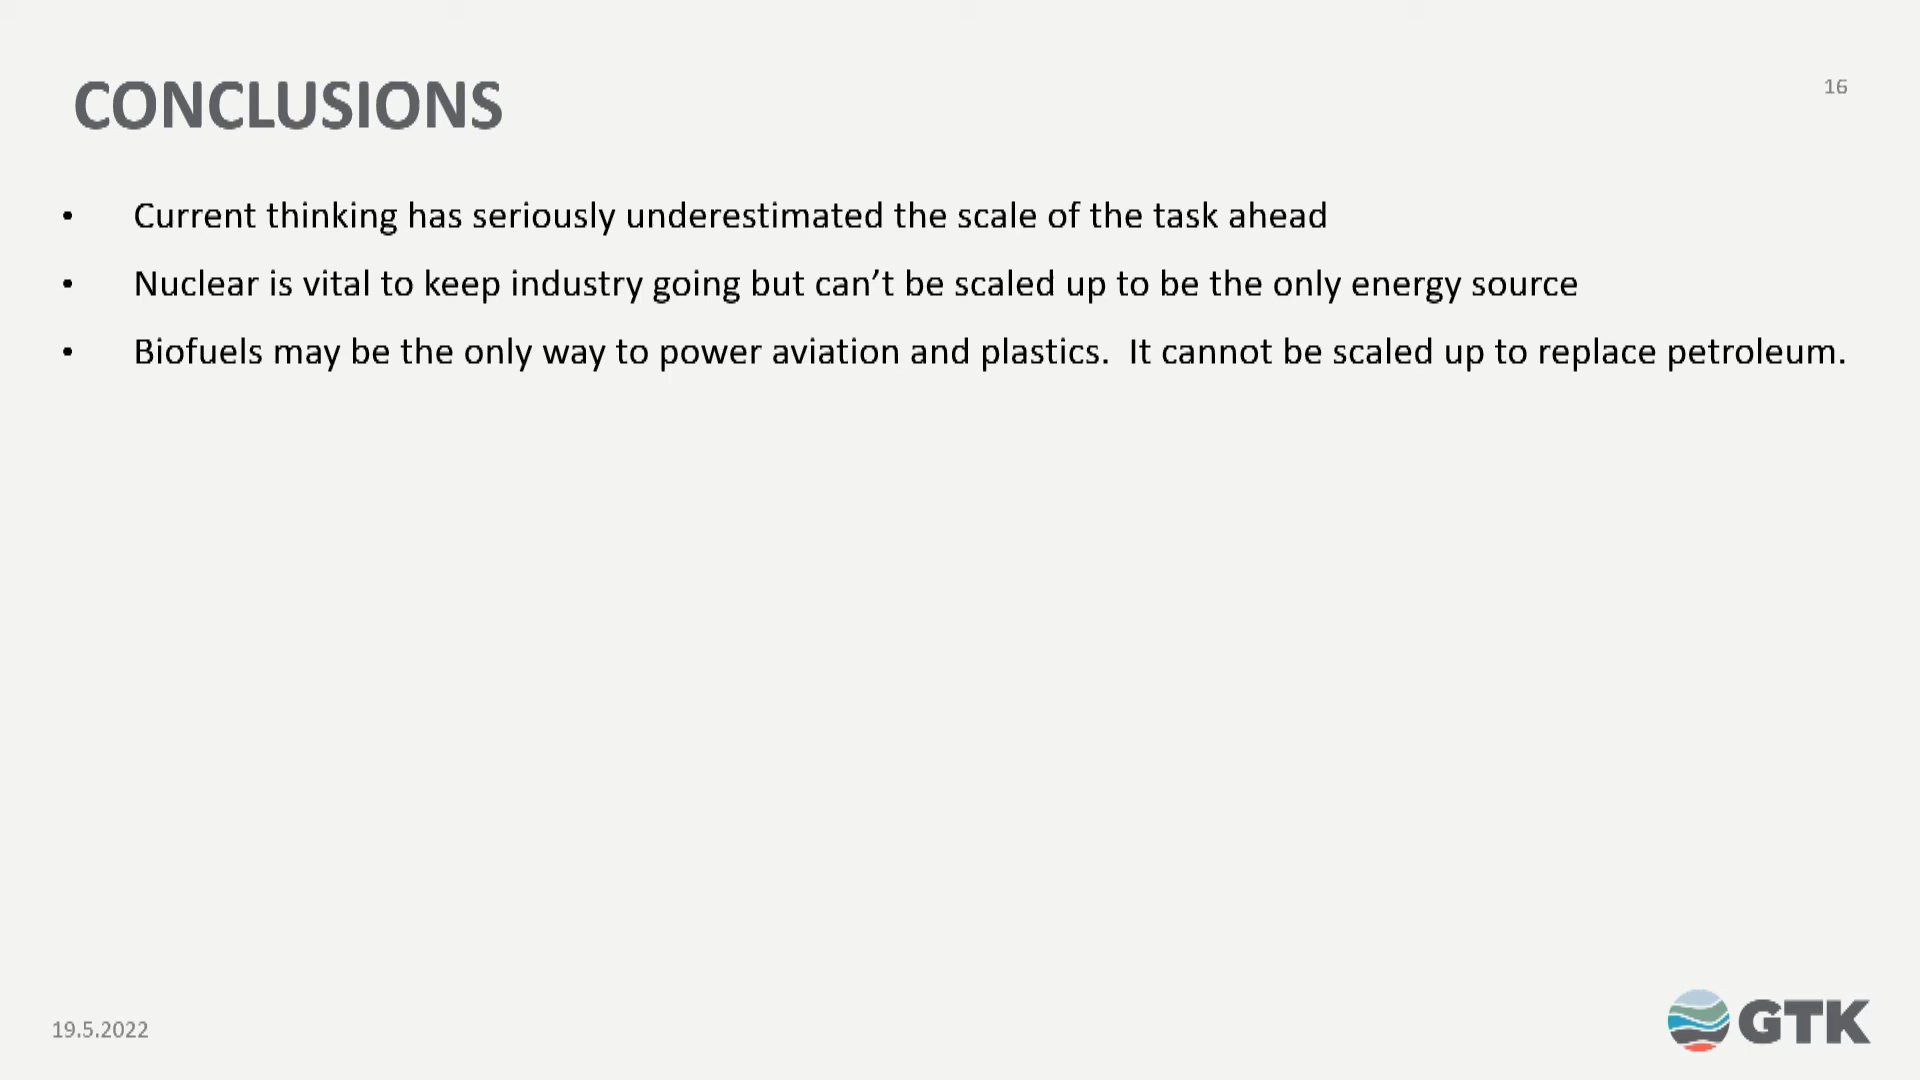 CONCLUSIONS
16
• Current thinking has seriously underestimated the scale of the task ahead
• Nuclear is vital to keep industry going but can’t be scaled up to be the only energy source
• Biofuels may be the only way to power aviation and plastics.  It cannot be scaled up to replace petroleum.
19.5.2022
GTK